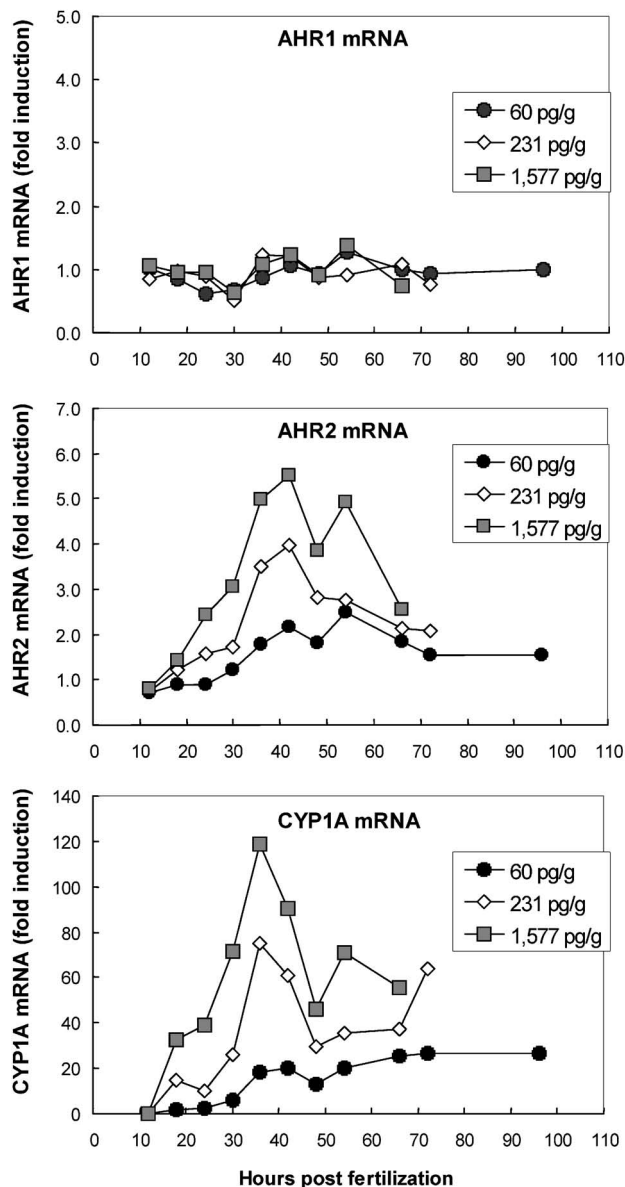 AHR1 mRNA
AHR1 mRNA (fold induction)
5.0
4.0
3.0
2.0
1.0
0.0
60 pg/g
231 pg/g
1,577 pg/g
0 10 20 30 40 50 60 70 80 90 100 110
AHR2 mRNA
AHR2 mRNA (fold induction)
7.0
6.0
5.0
4.0
3.0
2.0
1.0
0.0
60 pg/g
231 pg/g
1,577 pg/g
0 10 20 30 40 50 60 70 80 90 100 110
CYP1A mRNA
CYP1A mRNA (fold induction)
140
120
100
80
60
40
20
0
60 pg/g
231 pg/g
1,577 pg/g
0 10 20 30 40 50 60 70 80 90 100 110
Hours post fertilization